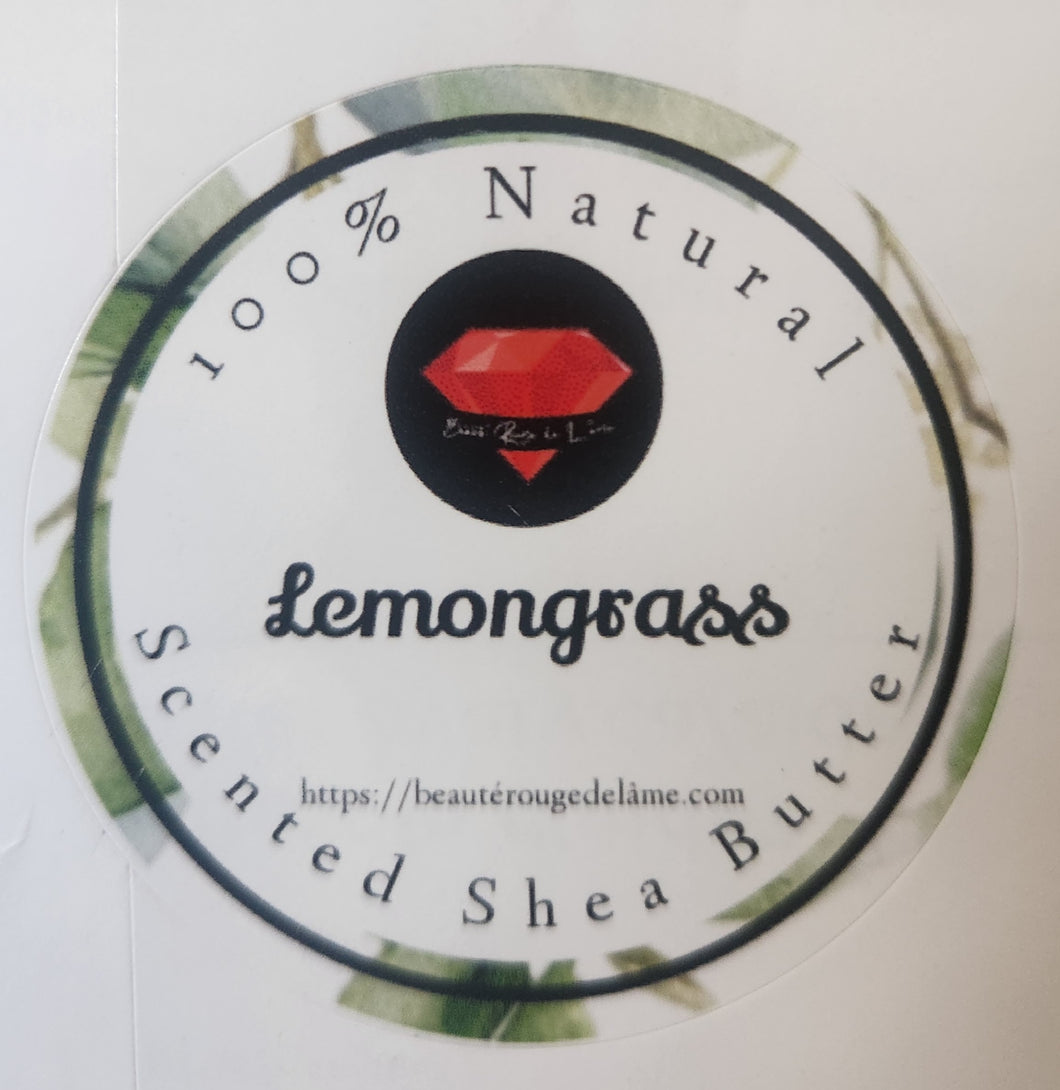 100% Natural
Lemongrass
https://beautérougedelâme.com
Scented Shea Butter